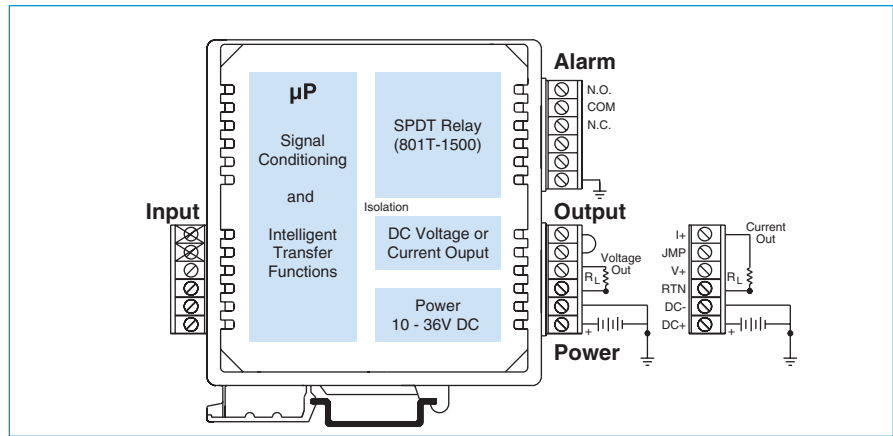 Alarm
N.O.
COM
N.C.
µP
Signal
Conditioning
and
Intelligent
Transfer
Functions
SPDT Relay
(801T-1500)
Isolation
Input
Output
DC Voltage or
Current Ouput
Voltage
Out
RL
+
Power
10 - 36V DC
Power
I+
JMP
V+
RTN
DC-
DC+
Current
Out
RL
+